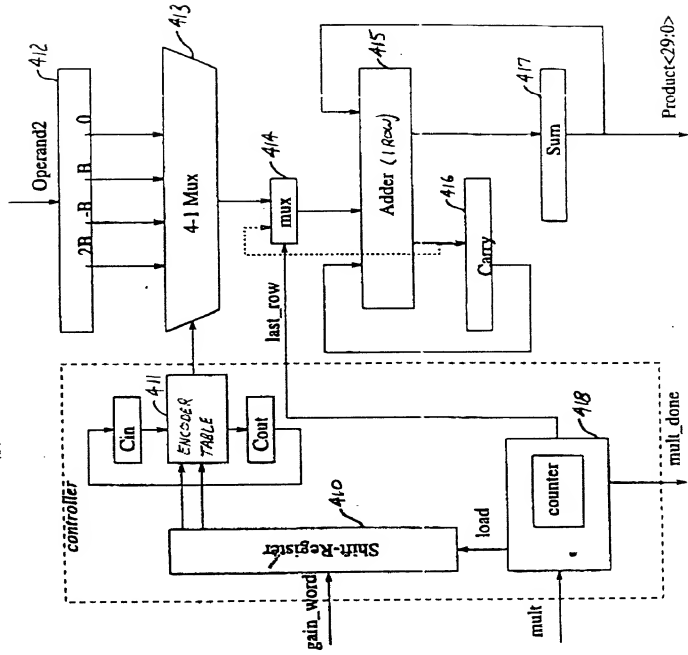 Operand2
412
2R
-R
R
0
413
4-1 Mux
414
mux
last_row
415
Adder (1 ROW)
416
Carry
417
Sum
Product<29:0>
controller
Cin
411
ENCODER
TABLE
Cout
410
Shift-Register
gain_word
load
418
counter
mult
mult_done